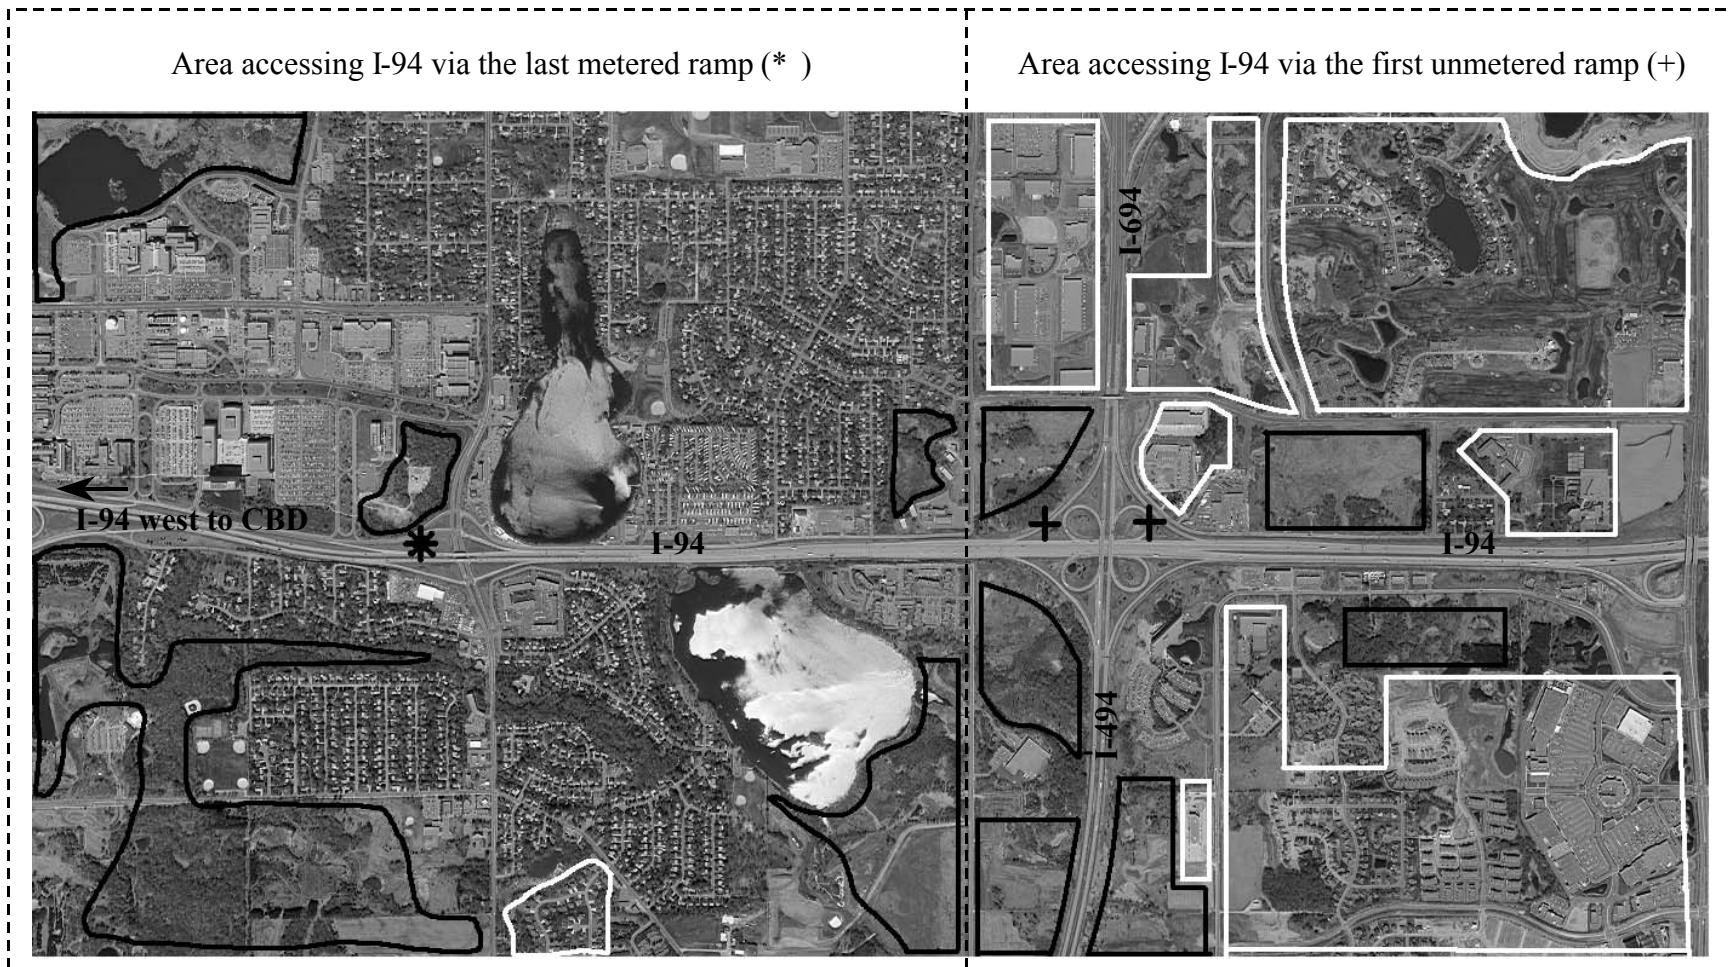 Area accessing I-94 via the last metered ramp (* )
Area accessing I-94 via the first unmetered ramp (+)
I-694
I-94 west to CBD
I-94
I-94
I-494